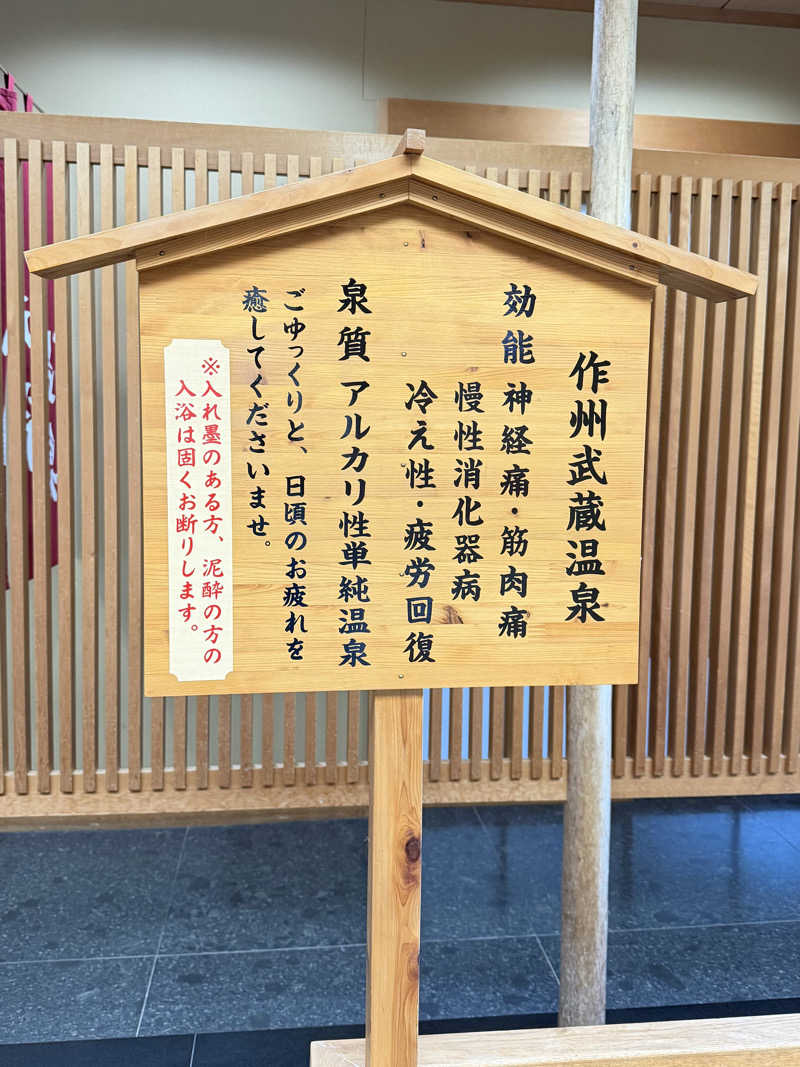 作州武蔵温泉
効能 神経痛・筋肉痛
慢性消化器病
冷え性・疲労回復
泉質 アルカリ性単純温泉
ごゆっくりと、日頃のお疲れを
癒してくださいませ。
※入れ墨のある方、泥酔の方の
入浴は固くお断りします。